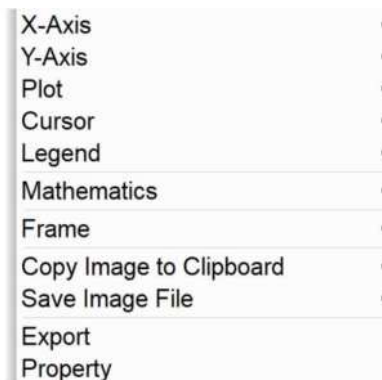 X-Axis
Y-Axis
Plot
Cursor
Legend
Mathematics
Frame
Copy Image to Clipboard
Save Image File
Export
Property